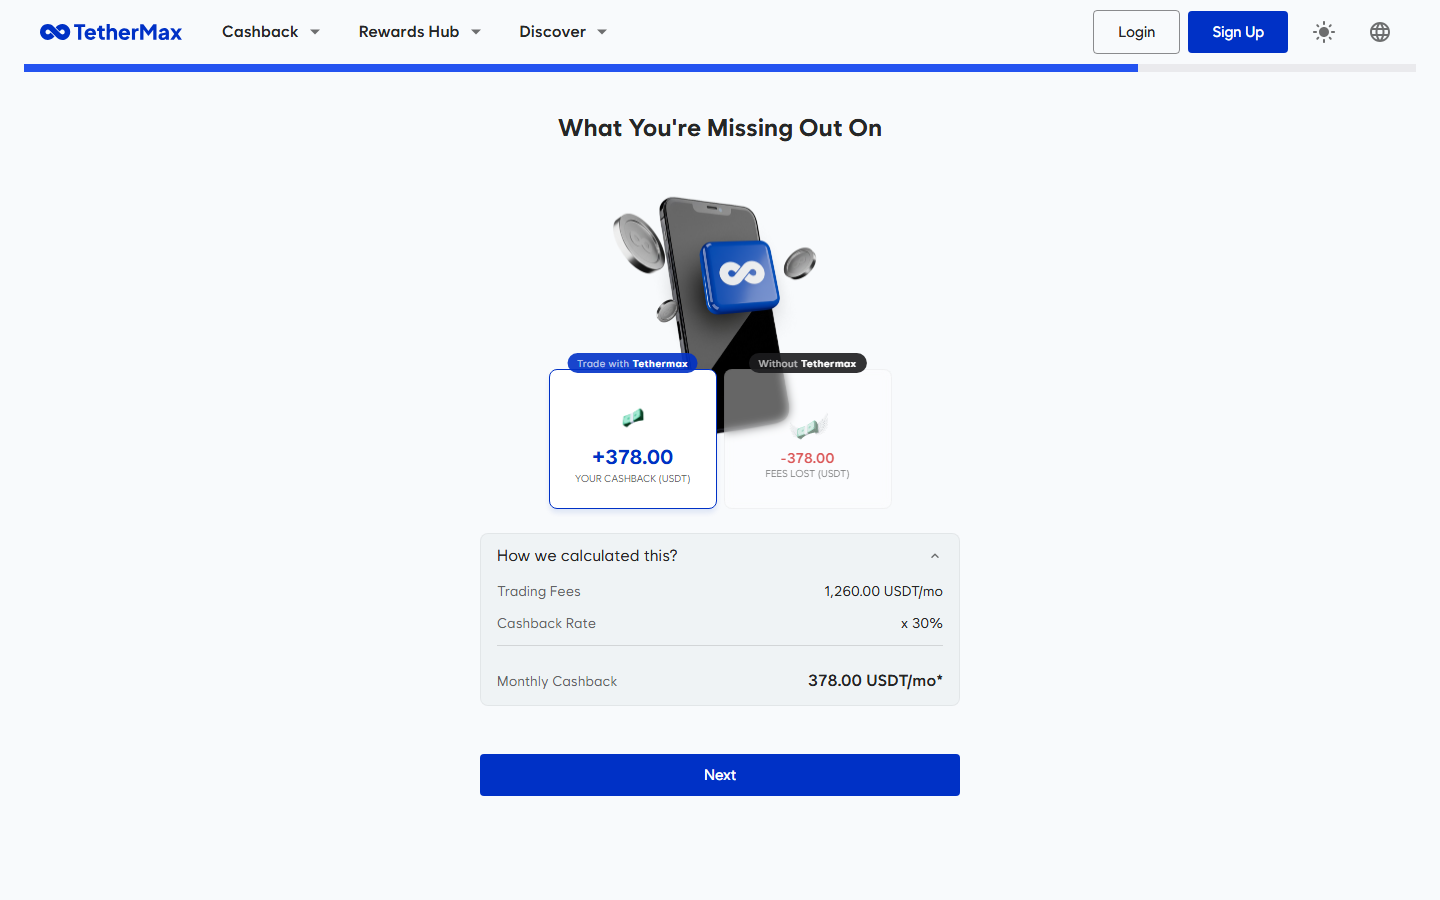 TetherMax
Cashback
Rewards Hub
Discover
Login
Sign Up
What You're Missing Out On
Trade with Tethermax
Without Tethermax
+378.00
YOUR CASHBACK (USDT)
-378.00
FEES LOST (USDT)
How we calculated this?
Trading Fees
1,260.00 USDT/mo
Cashback Rate
x 30%
Monthly Cashback
378.00 USDT/mo*
Next